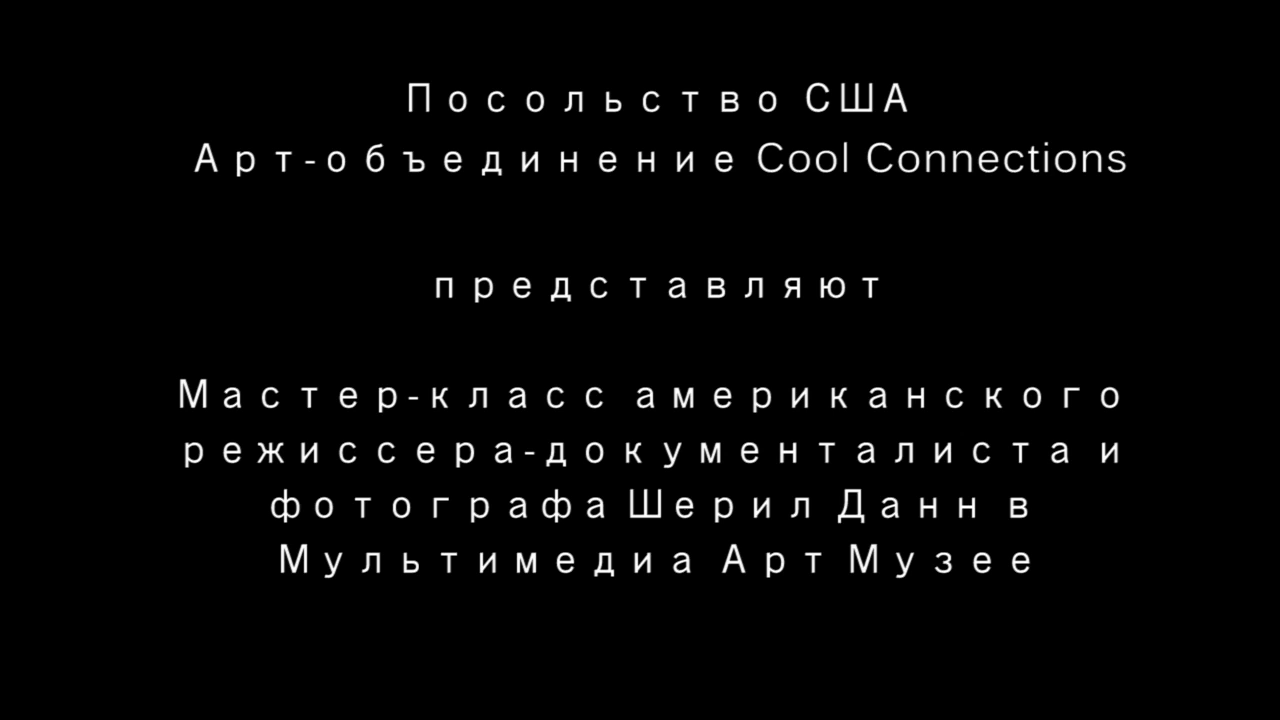 Посольство США
Арт-объединение Cool Connections
представляют
Мастер-класс американского
режиссера-документалиста и
фотографа Шерил Данн в
Мультимедиа Арт Музее